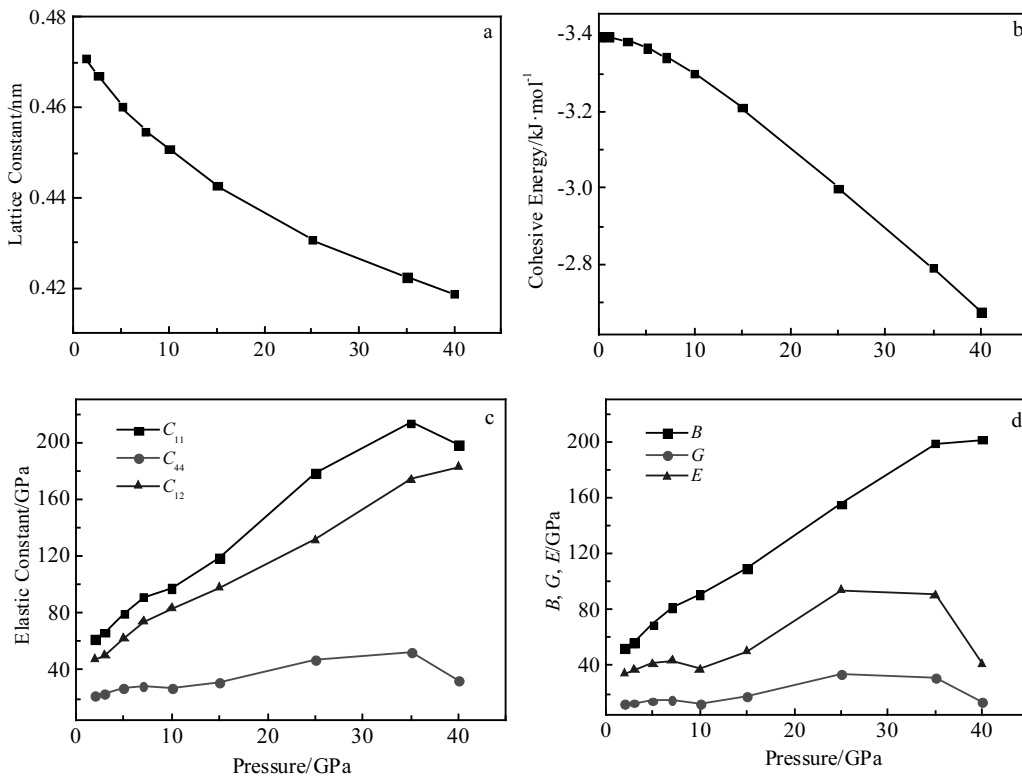 a
Lattice Constant/nm
0.48
0.46
0.44
0.42
0 10 20 30 40
b
Cohesive Energy/kJ·mol⁻¹
-3.4
-3.2
-3.0
-2.8
0 10 20 30 40
c
C₁₁
C₄₄
C₁₂
Elastic Constant/GPa
200
160
120
80
40
0 10 20 30 40
Pressure/GPa
d
B
G
E
B, G, E/GPa
200
160
120
80
40
0 10 20 30 40
Pressure/GPa